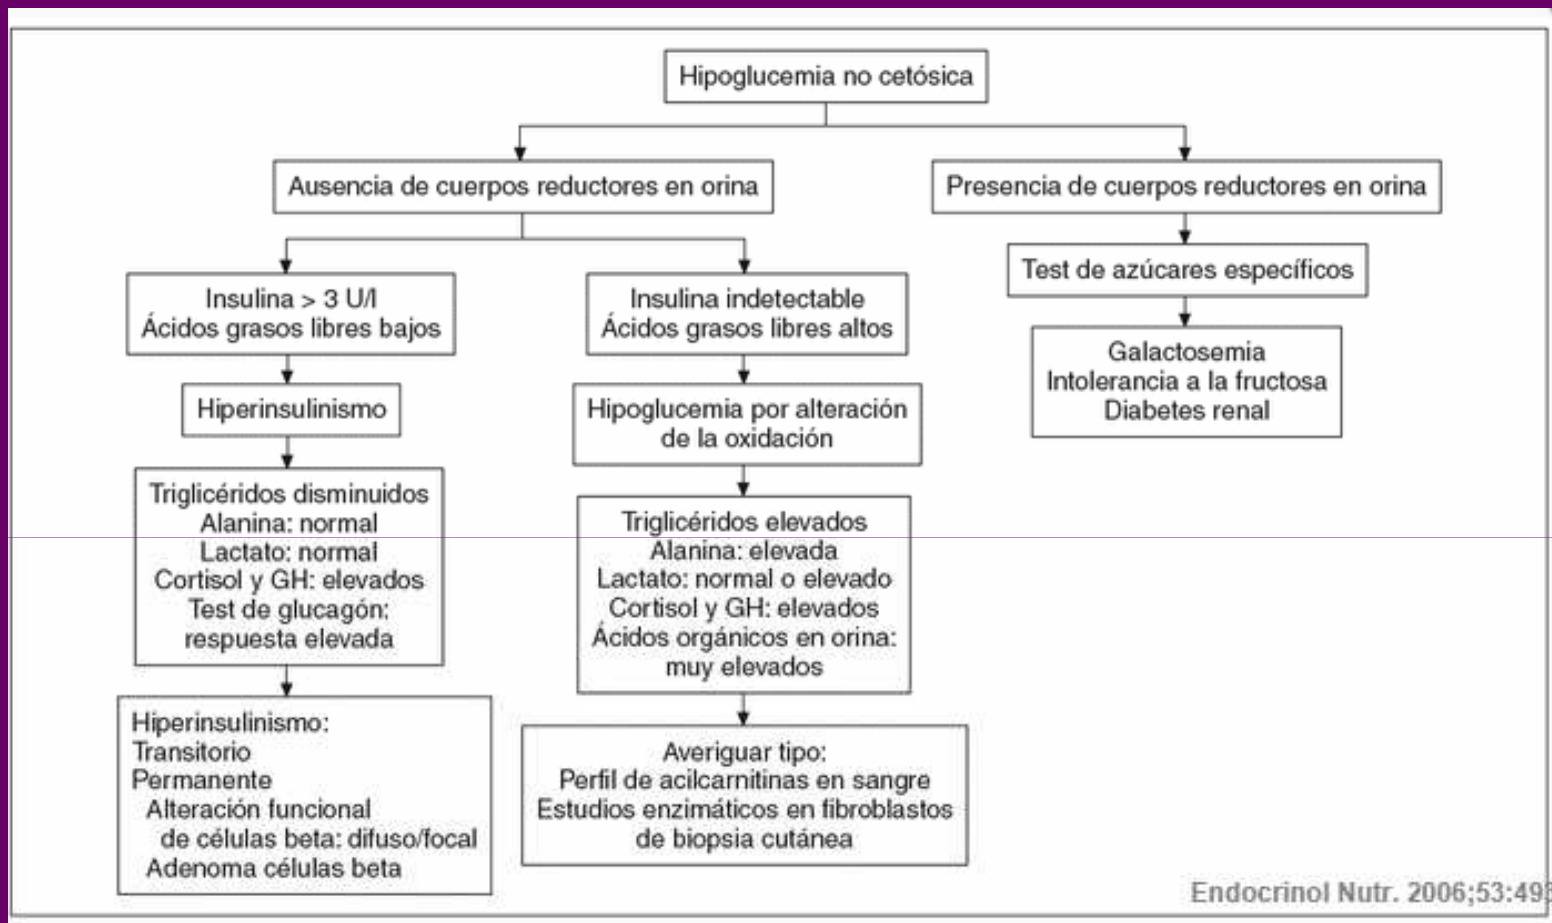 Hipoglucemia no cetósica
Ausencia de cuerpos reductores en orina
Presencia de cuerpos reductores en orina
Insulina > 3 U/l
Ácidos grasos libres bajos
Insulina indetectable
Ácidos grasos libres altos
Test de azúcares específicos
Hiperinsulinismo
Hipoglucemia por alteración
de la oxidación
Galactosemia
Intolerancia a la fructosa
Diabetes renal
Triglicéridos disminuidos
Alanina: normal
Lactato: normal
Cortisol y GH: elevados
Test de glucagón:
respuesta elevada
Triglicéridos elevados
Alanina: elevada
Lactato: normal o elevado
Cortisol y GH: elevados
Ácidos orgánicos en orina:
muy elevados
Hiperinsulinismo:
Transitorio
Permanente
Alteración funcional
de células beta: difuso/focal
Adenoma células beta
Averiguar tipo:
Perfil de acilcarnitinas en sangre
Estudios enzimáticos en fibroblastos
de biopsia cutánea
Endocrinol Nutr. 2006;53:493